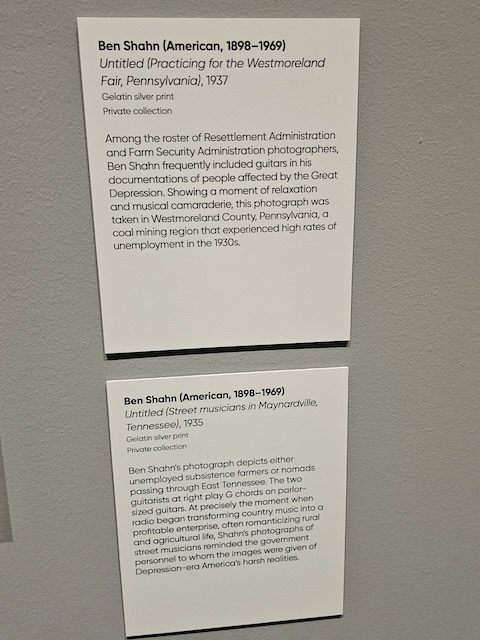 Ben Shahn (American, 1898–1969)
Untitled (Practicing for the Westmoreland
Fair, Pennsylvania), 1937
Gelatin silver print
Private collection
Among the roster of Resettlement Administration
and Farm Security Administration photographers,
Ben Shahn frequently included guitars in his
documentations of people affected by the Great
Depression. Showing a moment of relaxation
and musical camaraderie, this photograph was
taken in Westmoreland County, Pennsylvania, a
coal mining region that experienced high rates of
unemployment in the 1930s.
Ben Shahn (American, 1898–1969)
Untitled (Street musicians in Maynardville,
Tennessee), 1935
Gelatin silver print
Private collection
Ben Shahn's photograph depicts either
unemployed subsistence farmers or nomads
passing through East Tennessee. The two
guitarists at right play G chords on parlor-
sized guitars. At precisely the moment when
radio began transforming country music into a
profitable enterprise, often romanticizing rural
and agricultural life, Shahn's photographs of
street musicians reminded the government
personnel to whom the images were given of
Depression-era America's harsh realities.